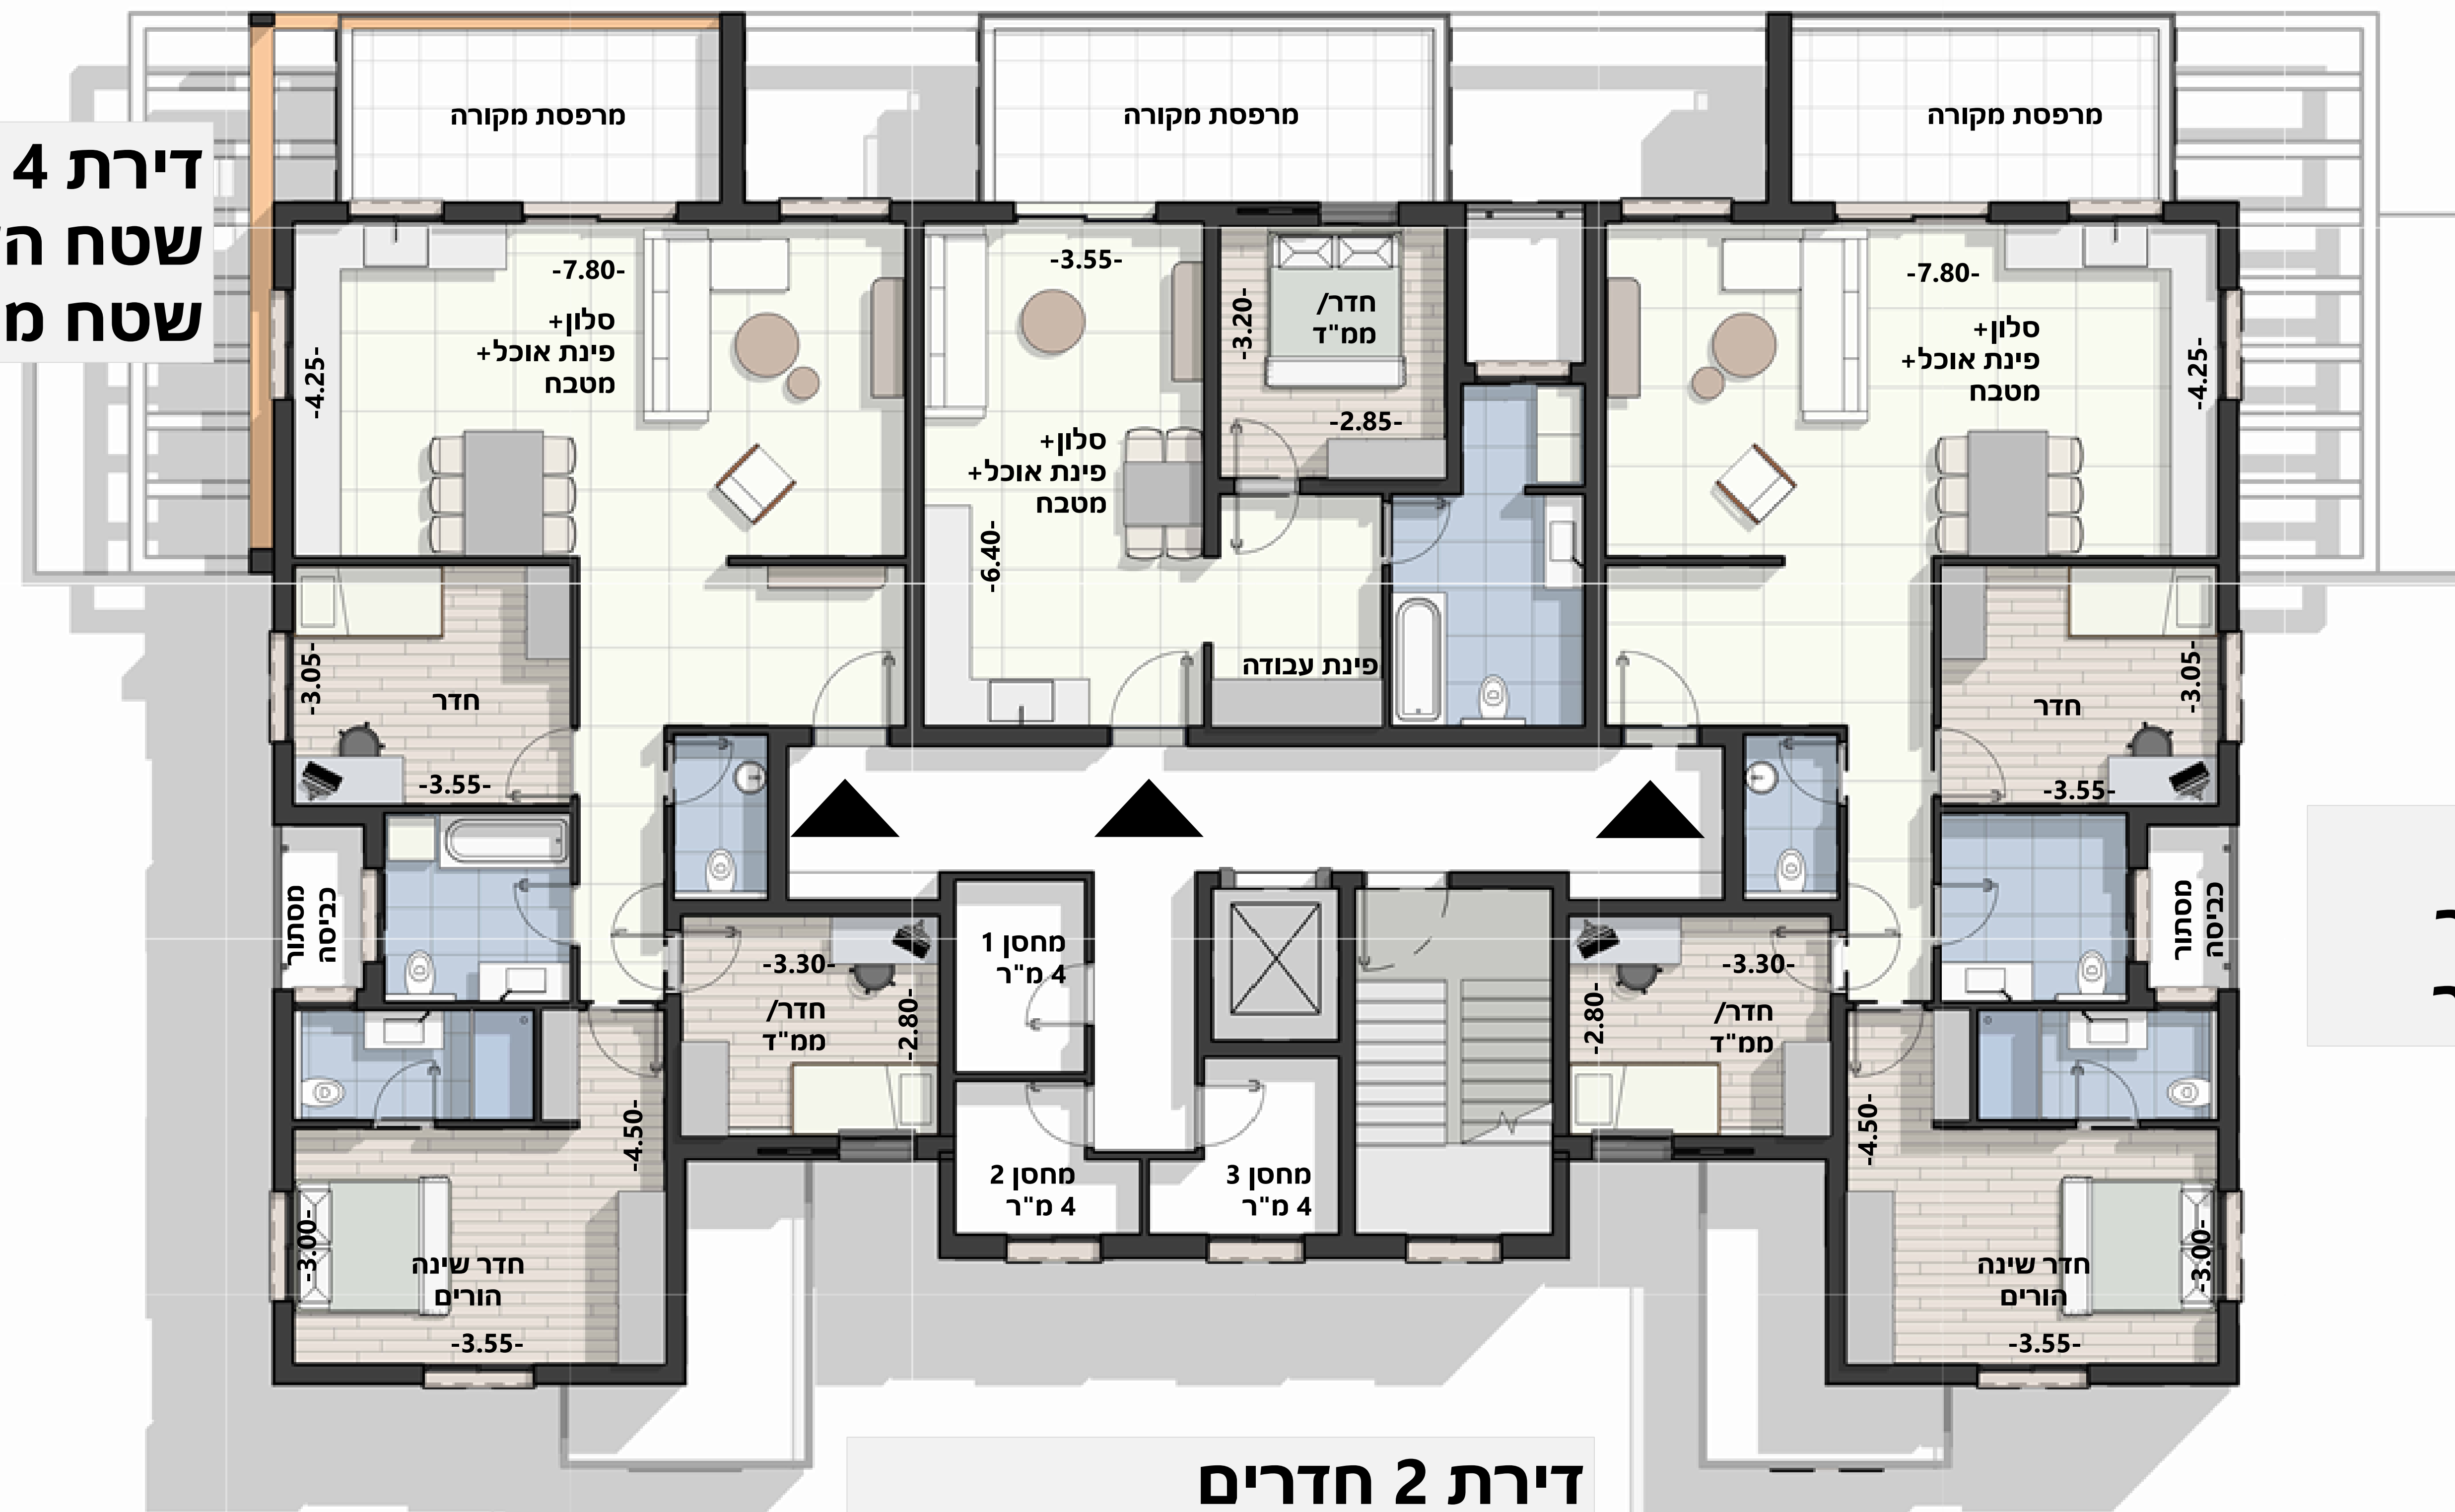 מרפסת מקורה
מרפסת מקורה
מרפסת מקורה
דירת 4
שטח
שטח
-7.80-
סלון+
פינת אוכל+
מטבח
-4.25-
-3.55-
סלון+
פינת אוכל+
מטבח
-6.40-
-3.20-
חדר/
ממ"ד
-2.85-
פינת עבודה
-7.80-
סלון+
פינת אוכל+
מטבח
-4.25-
-3.05-
חדר
-3.55-
-3.05-
חדר
-3.55-
מסתור
כביסה
מסתור
כביסה
-3.30-
חדר/
ממ"ד
-2.80-
מחסן 1
4 מ"ר
מחסן 2
4 מ"ר
מחסן 3
4 מ"ר
-3.30-
חדר/
ממ"ד
-2.80-
-4.50-
-3.00-
חדר שינה
הורים
-3.55-
-4.50-
-3.00-
חדר שינה
הורים
-3.55-
דירת 2 חדרים